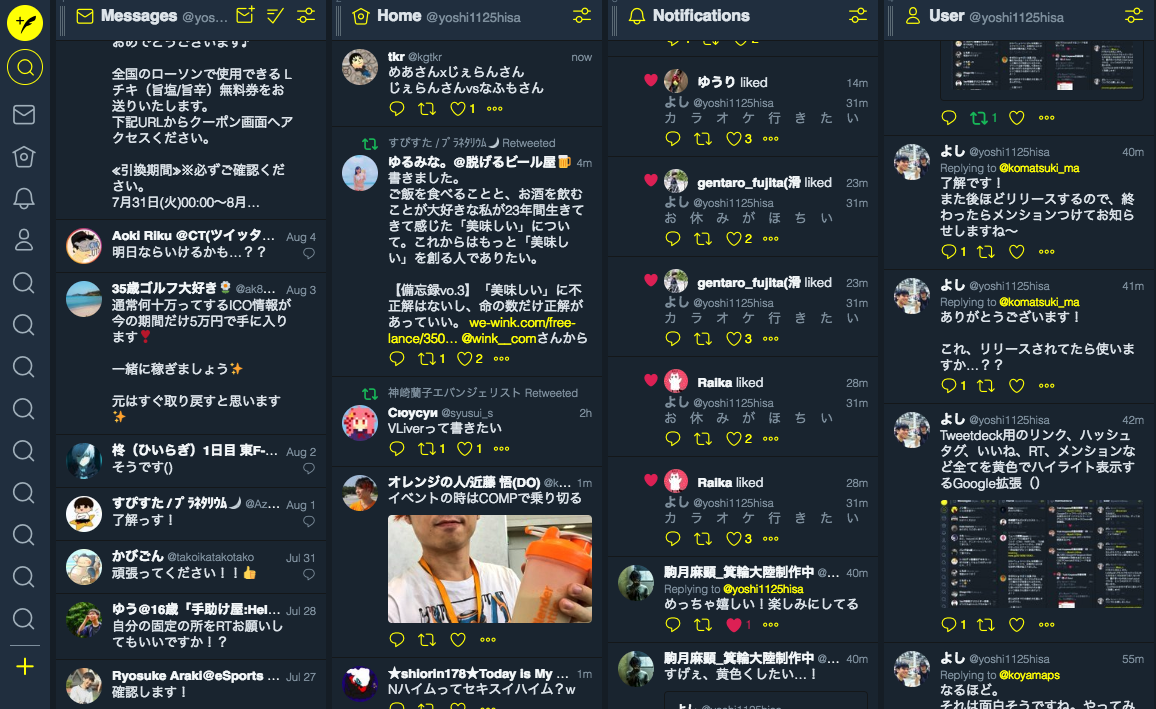 Messages @yos...
おめでとうございます♪
全国のローソンで使用できるL
チキ（旨塩/旨辛）無料券をお
送りいたします。
下記URLからクーポン画面へア
クセスください。
≪引換期間≫※必ずご確認くだ
さい。
7月31日(火)00:00〜8月...
Aoki Riku @CT(ツイッタ... Aug 4
明日ならいけるかも…？？
35歳ゴルフ大好き @ak8... Aug 3
通常何十万ってするICO情報が
今の期間だけ5万円で手に入り
ます❣
一緒に稼ぎましょう✨
元はすぐ取り戻すと思います
✨
柊（ひいらぎ）1日目 東F-... Aug 2
そうです()
すぴすた / ﾌﾟﾗﾈﾀﾘｳﾑ🌙 @Az... Aug 1
了解っす！
かびごん @takoikatakotako Jul 31
頑張ってください！！👍
ゆう@16歳「手助け屋:Hel... Jul 28
自分の固定の所をRTお願いし
てもいいですか！？
Ryosuke Araki@eSports ... Jul 27
確認します！
Home @yoshi1125hisa
tkr @kgtkr now
めあさんxじぇらんさん
じぇらんさんvsなふもさん
1
すぴすた / ﾌﾟﾗﾈﾀﾘｳﾑ🌙 Retweeted
ゆるみな。@脱げるビール屋🍺 4m
書きました。
ご飯を食べることと、お酒を飲む
ことが大好きな私が23年間生きて
きて感じた「美味しい」につい
て。これからはもっと「美味し
い」を創る人でありたい。
【備忘録vo.3】「美味しい」に不
正解はないし、命の数だけ正解が
あっていい。 we-wink.com/free-
lance/350... @wink__comさんから
1 2
神崎蘭子エバンジェリスト Retweeted
Сюусуи @syusui_s 2h
VLiverって書きたい
1 1
オレンジの人/近藤 悟(DO) @k... 1m
イベントの時はCOMPで乗り切る
★shiorin178★Today Is My ... 1m
Nハイムってセキスイハイム？w
Notifications
2
ゆうり liked 14m
よし @yoshi1125hisa 31m
カ ラ オ ケ 行 き た い
3
gentaro_fujita(滑 liked 23m
よし @yoshi1125hisa 31m
お 休 み が ほ ち い
2
gentaro_fujita(滑 liked 23m
よし @yoshi1125hisa 31m
カ ラ オ ケ 行 き た い
3
Raika liked 28m
よし @yoshi1125hisa 31m
お 休 み が ほ ち い
2
Raika liked 28m
よし @yoshi1125hisa 31m
カ ラ オ ケ 行 き た い
3
駒月麻顕_箕輪大陸制作中 @... 40m
Replying to @yoshi1125hisa
めっちゃ嬉しい！楽しみにしてる
1
駒月麻顕_箕輪大陸制作中 @... 40m
すげぇ、黄色くしたい…！
よし @yoshi1125hisa
User @yoshi1125hisa
1
よし @yoshi1125hisa 40m
Replying to @komatsuki_ma
了解です！
また後ほどリリースするので、終
わったらメンションつけてお知ら
せしますね〜
1
よし @yoshi1125hisa 41m
Replying to @komatsuki_ma
ありがとうございます！
これ、リリースされてたら使いま
すか…？？
1
よし @yoshi1125hisa 42m
Tweetdeck用のリンク、ハッシュ
タグ、いいね、RT、メンションな
ど全てを黄色でハイライト表示す
るGoogle拡張（）
1
よし @yoshi1125hisa 55m
Replying to @koyamaps
なるほど。
それは面白そうですね。やってみ